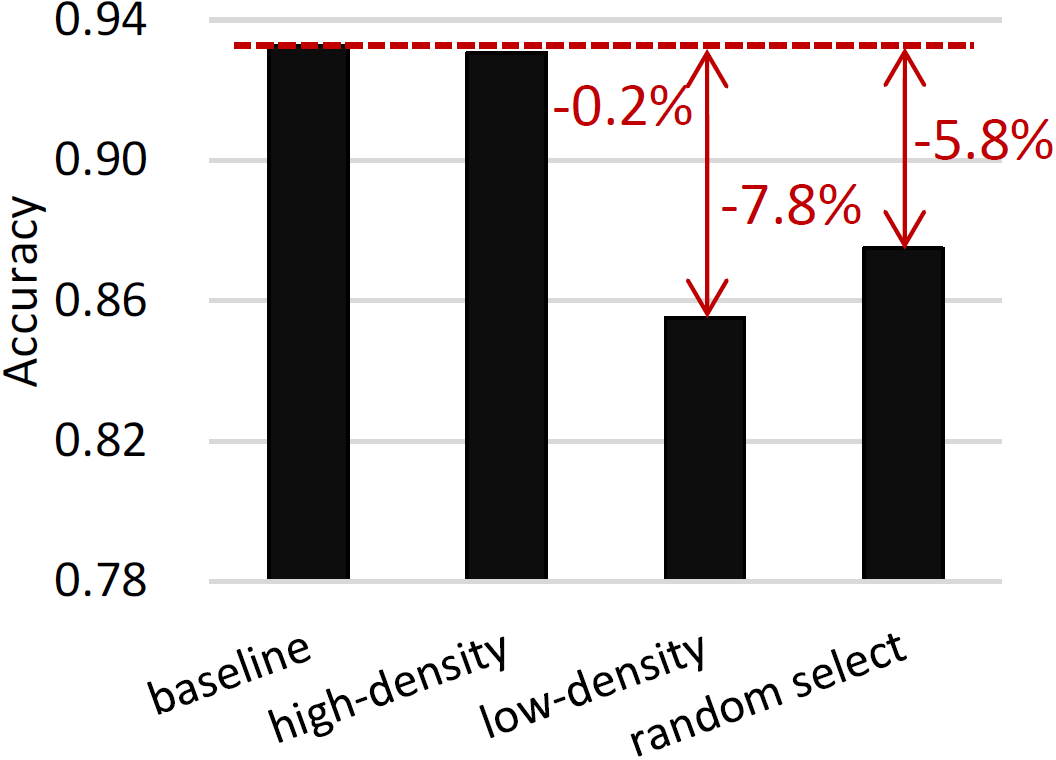 0.94
0.90
0.86
0.82
0.78
Accuracy
-0.2%
-7.8%
-5.8%
baseline
high-density
low-density
random select